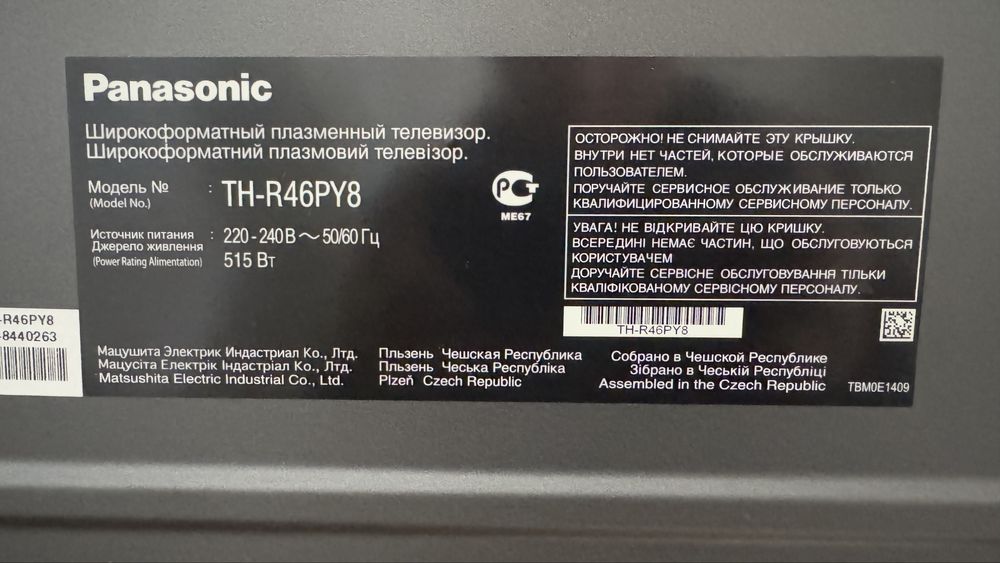 Panasonic
Широкоформатный плазменный телевизор.
Широкоформатний плазмовий телевізор.
Модель № : TH-R46PY8
(Model No.)
Источник питания : 220-240В ~ 50/60 Гц
Джерело живлення
(Power Rating Alimentation) 515 Вт
РСТ
ME67
ОСТОРОЖНО! НЕ СНИМАЙТЕ ЭТУ КРЫШКУ.
ВНУТРИ НЕТ ЧАСТЕЙ, КОТОРЫЕ ОБСЛУЖИВАЮТСЯ
ПОЛЬЗОВАТЕЛЕМ.
ПОРУЧАЙТЕ СЕРВИСНОЕ ОБСЛУЖИВАНИЕ ТОЛЬКО
КВАЛИФИЦИРОВАННОМУ СЕРВИСНОМУ ПЕРСОНАЛУ.
УВАГА! НЕ ВІДКРИВАЙТЕ ЦЮ КРИШКУ.
ВСЕРЕДИНІ НЕМАЄ ЧАСТИН, ЩО ОБСЛУГОВУЮТЬСЯ
КОРИСТУВАЧЕМ
ДОРУЧАЙТЕ СЕРВІСНЕ ОБСЛУГОВУВАННЯ ТІЛЬКИ
КВАЛІФІКОВАНОМУ СЕРВІСНОМУ ПЕРСОНАЛУ.
TH-R46PY8
-R46PY8
-8440263
Мацушита Электрик Индастриал Ко., Лтд.
Мацусіта Електрік Індастріал Ко., Лтд.
Matsushita Electric Industrial Co., Ltd.
Пльзень Чешская Республика
Пльзень Чеська Республіка
Plzeň Czech Republic
Собрано в Чешской Республике
Зібрано в Чеській Республіці
Assembled in the Czech Republic
TBM0E1409